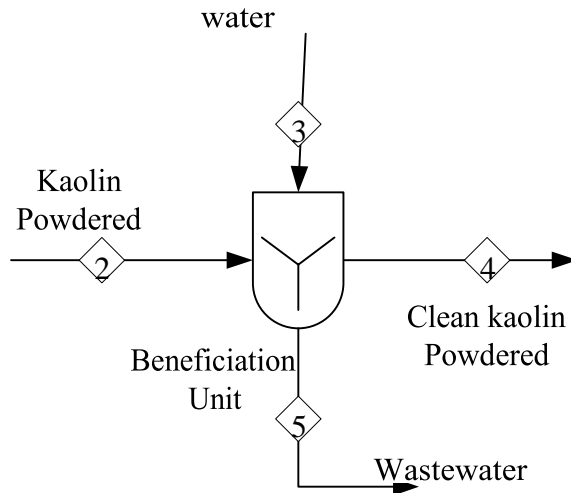 water
3
Kaolin
Powdered
2
4
Clean kaolin
Powdered
Beneficiation
Unit
5
Wastewater